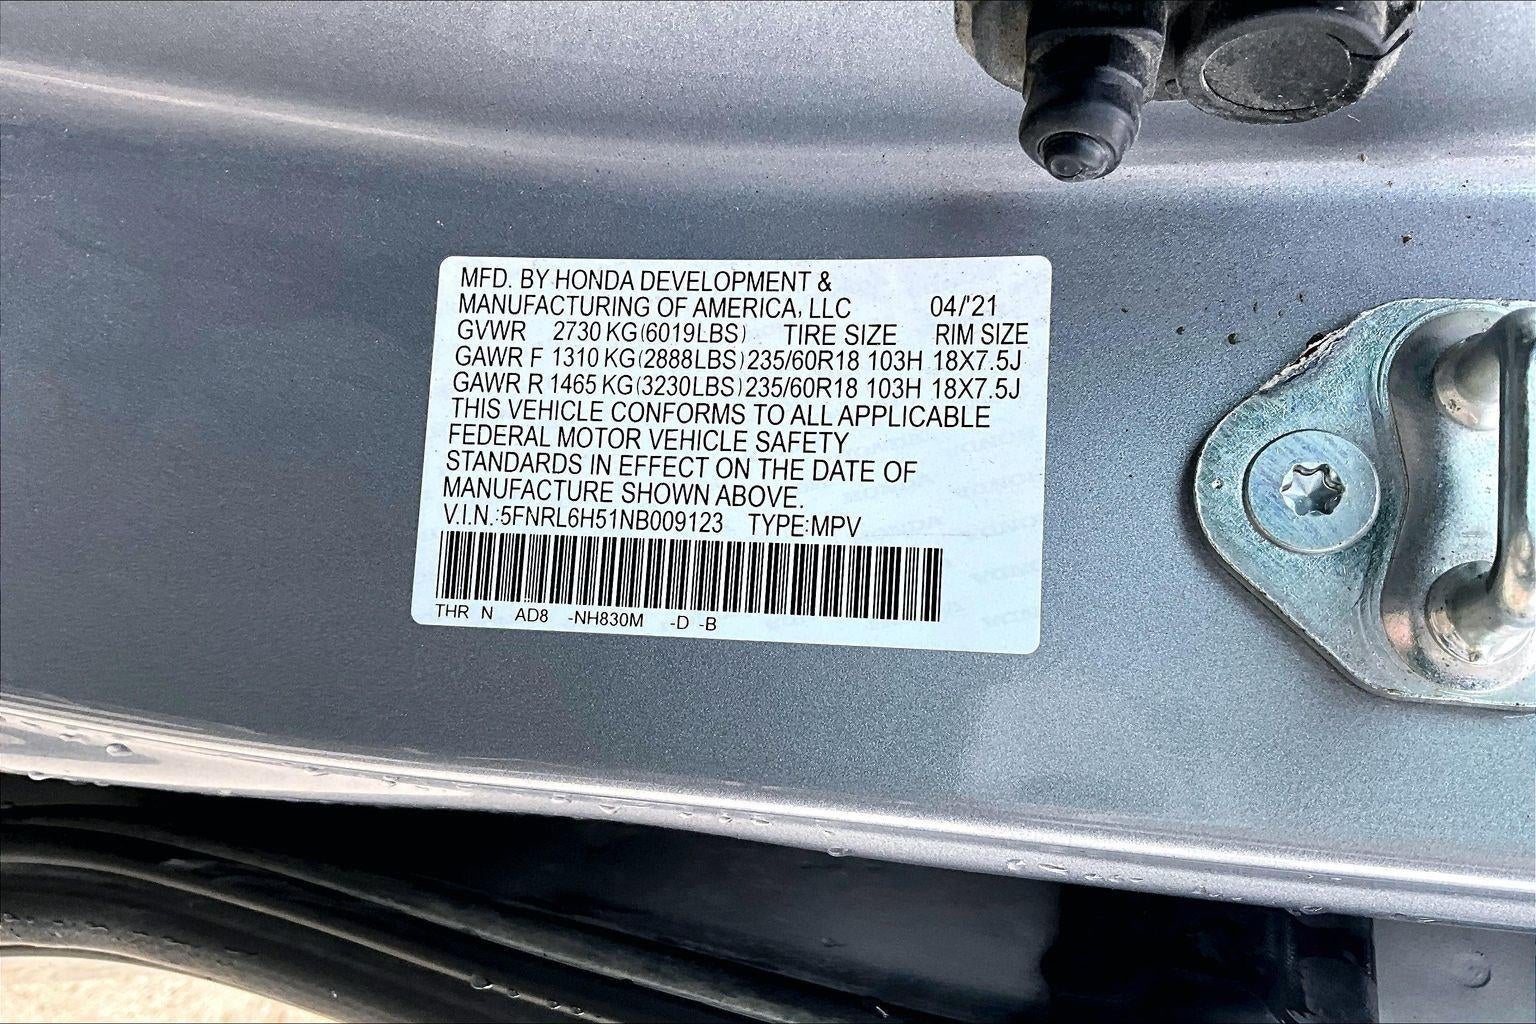 MFD. BY HONDA DEVELOPMENT &
MANUFACTURING OF AMERICA, LLC 04/'21
GVWR 2730 KG(6019LBS) TIRE SIZE RIM SIZE
GAWR F 1310 KG(2888LBS) 235/60R18 103H 18X7.5J
GAWR R 1465 KG(3230LBS) 235/60R18 103H 18X7.5J
THIS VEHICLE CONFORMS TO ALL APPLICABLE
FEDERAL MOTOR VEHICLE SAFETY
STANDARDS IN EFFECT ON THE DATE OF
MANUFACTURE SHOWN ABOVE.
V.I.N.:5FNRL6H51NB009123 TYPE:MPV
THR N AD8 -NH830M -D -B